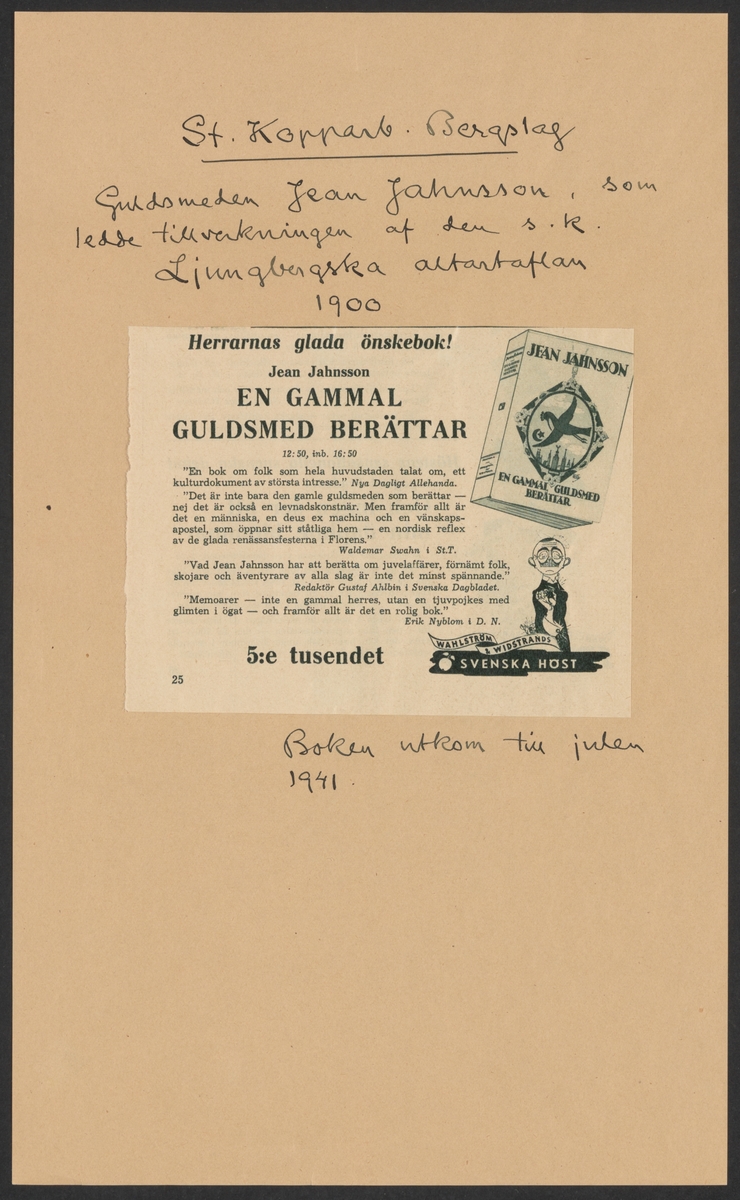 St. Kopparb. Bergslag
Guldsmeden Jean Jahnsson, som
ledde tillverkningen af den s.k.
Ljungbergska altartaflan
1900
Herrarnas glada önskebok!
Jean Jahnsson
EN GAMMAL
GULDSMED BERÄTTAR
12:50, inb. 16:50
"En bok om folk som hela huvudstaden talat om, ett
kulturdokument av största intresse." Nya Dagligt Allehanda.
"Det är inte bara den gamle guldsmeden som berättar —
nej det är också en levnadskonstnär. Men framför allt är
det en människa, en deus ex machina och en vänskaps-
apostel, som öppnar sitt ståtliga hem — en nordisk reflex
av de glada renässansfesterna i Florens."
Waldemar Swahn i St.T.
"Vad Jean Jahnsson har att berätta om juvelaffärer, förnämt folk,
skojare och äventyrare av alla slag är inte det minst spännande."
Redaktör Gustaf Ahlbin i Svenska Dagbladet.
"Memoarer — inte en gammal herres, utan en tjuvpojkes med
glimten i ögat — och framför allt är det en rolig bok."
Erik Nyblom i D. N.
5:e tusendet
25
JEAN JAHNSSON
EN GAMMAL GULDSMED
BERÄTTAR
WAHLSTRÖM
& WIDSTRANDS
SVENSKA HÖST
Boken utkom till julen
1941.